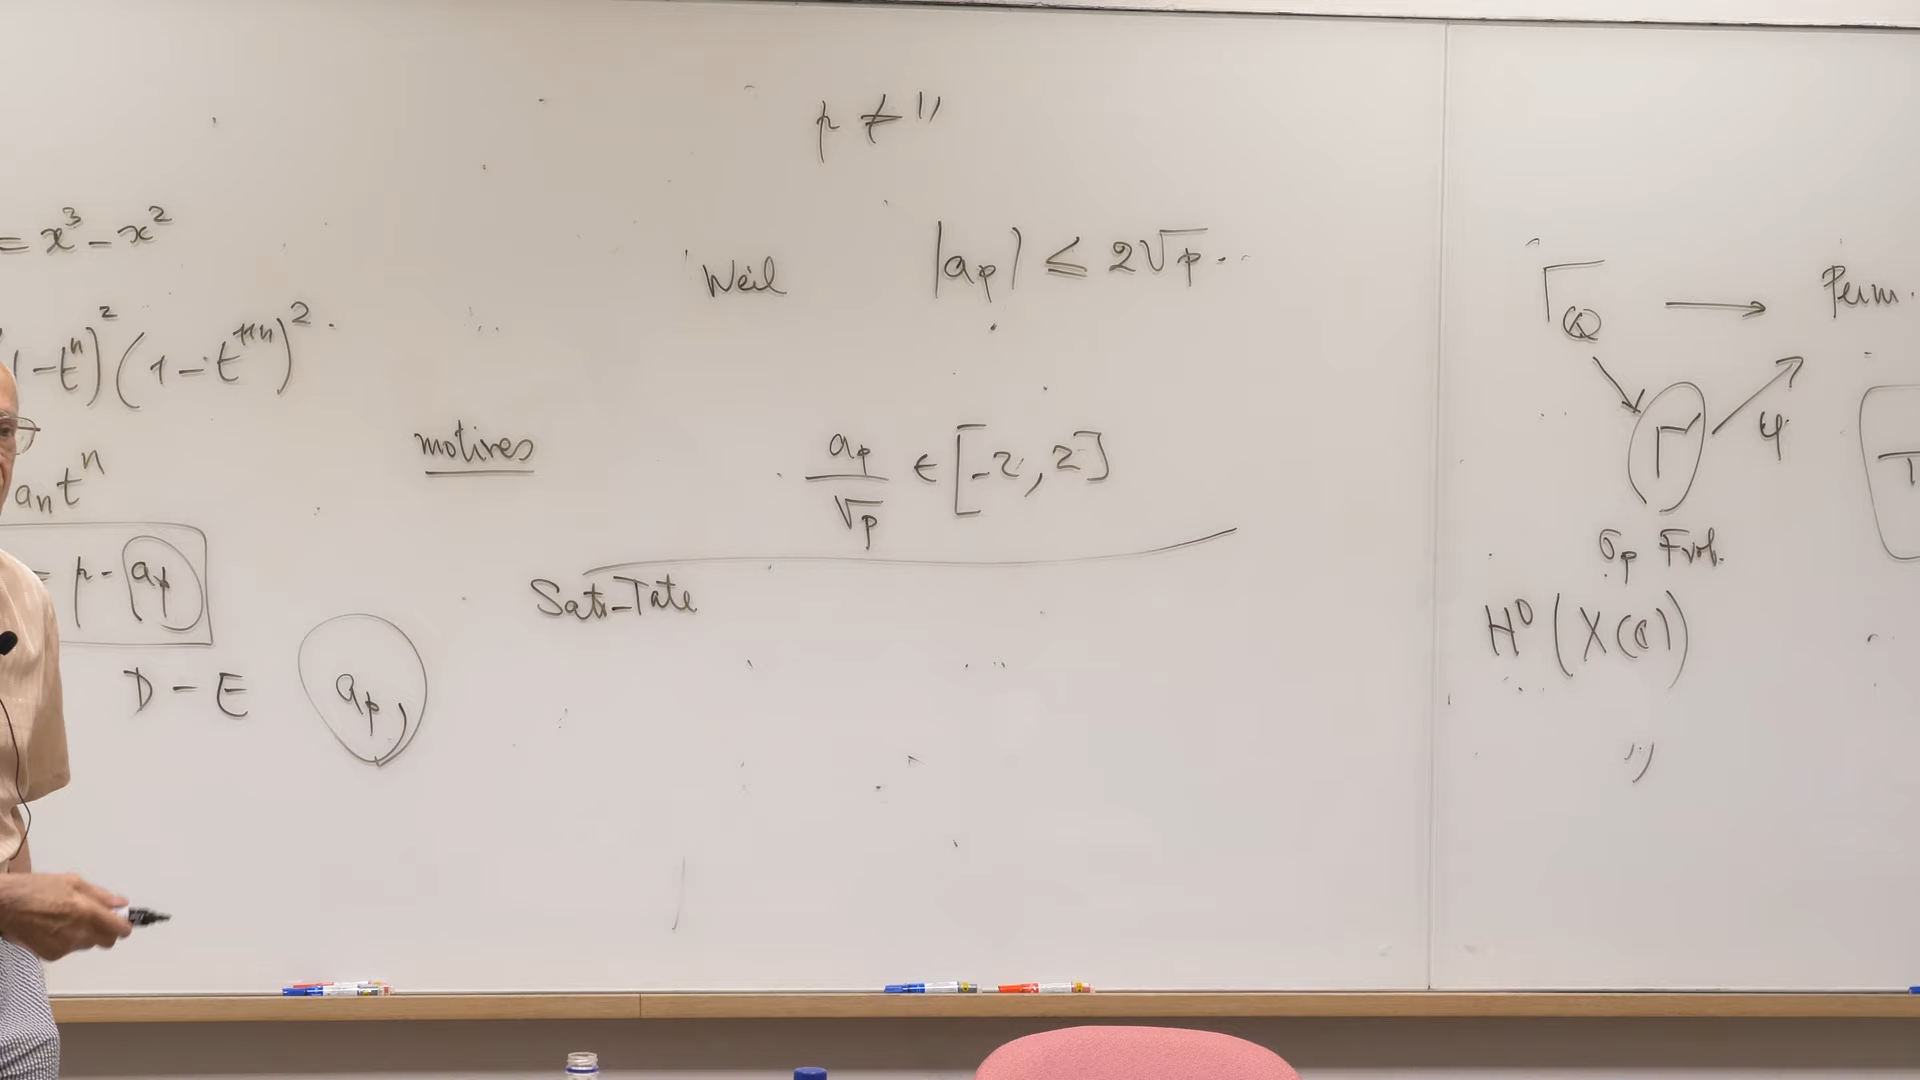 p ≠ 11
= x³ - x²
Weil |aₚ| ≤ 2√p.
1-tⁿ)² (1-t¹¹ⁿ)².
aₙtⁿ
motives
aₚ/√p ∈ [-2, 2]
= p - aₚ
Sato-Tate
D - E
aₚ,
Γ_Q → Perm.
Γ φ
σₚ Frob.
H⁰(X(C))